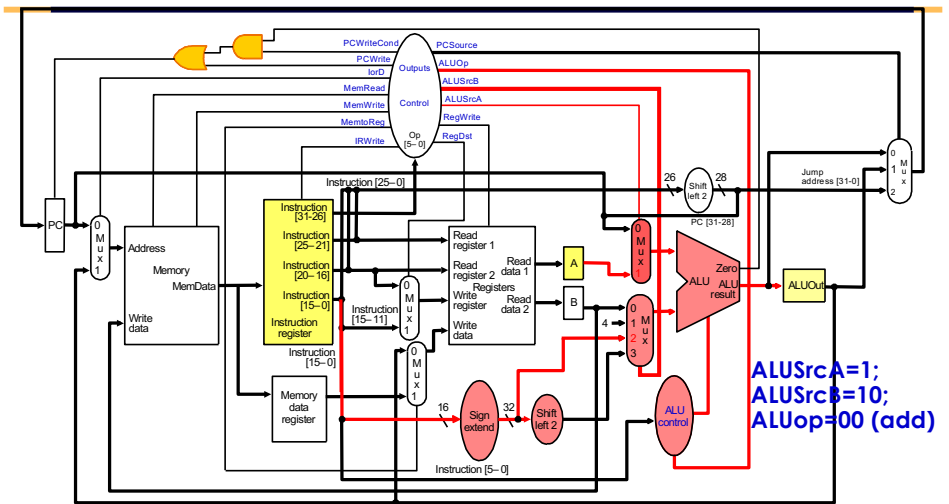 PCWriteCond
PCWrite
IorD
MemRead
MemWrite
MemtoReg
IRWrite
Outputs
Control
Op
[5–0]
PCSource
ALUOp
ALUSrcB
ALUSrcA
RegWrite
RegDst
Instruction [25–0]
26
Shift
left 2
28
Jump
address [31-0]
PC [31-28]
0
1
2
M
u
x
PC
0
M
u
x
1
Address
Memory
MemData
Write
data
Instruction
[31-26]
Instruction
[25–21]
Instruction
[20–16]
Instruction
[15–0]
Instruction
register
Instruction
[15–11]
Instruction
[15–0]
0
M
u
x
1
0
M
u
x
1
Read
register 1
Read
register 2
Registers
Write
register
Write
data
Read
data 1
Read
data 2
A
B
4
0
M
u
x
1
0
1
2
3
M
u
x
Zero
ALU
ALU
result
ALUOut
Memory
data
register
16
Sign
extend
32
Shift
left 2
ALU
control
Instruction [5–0]
ALUSrcA=1;
ALUSrcB=10;
ALUop=00 (add)